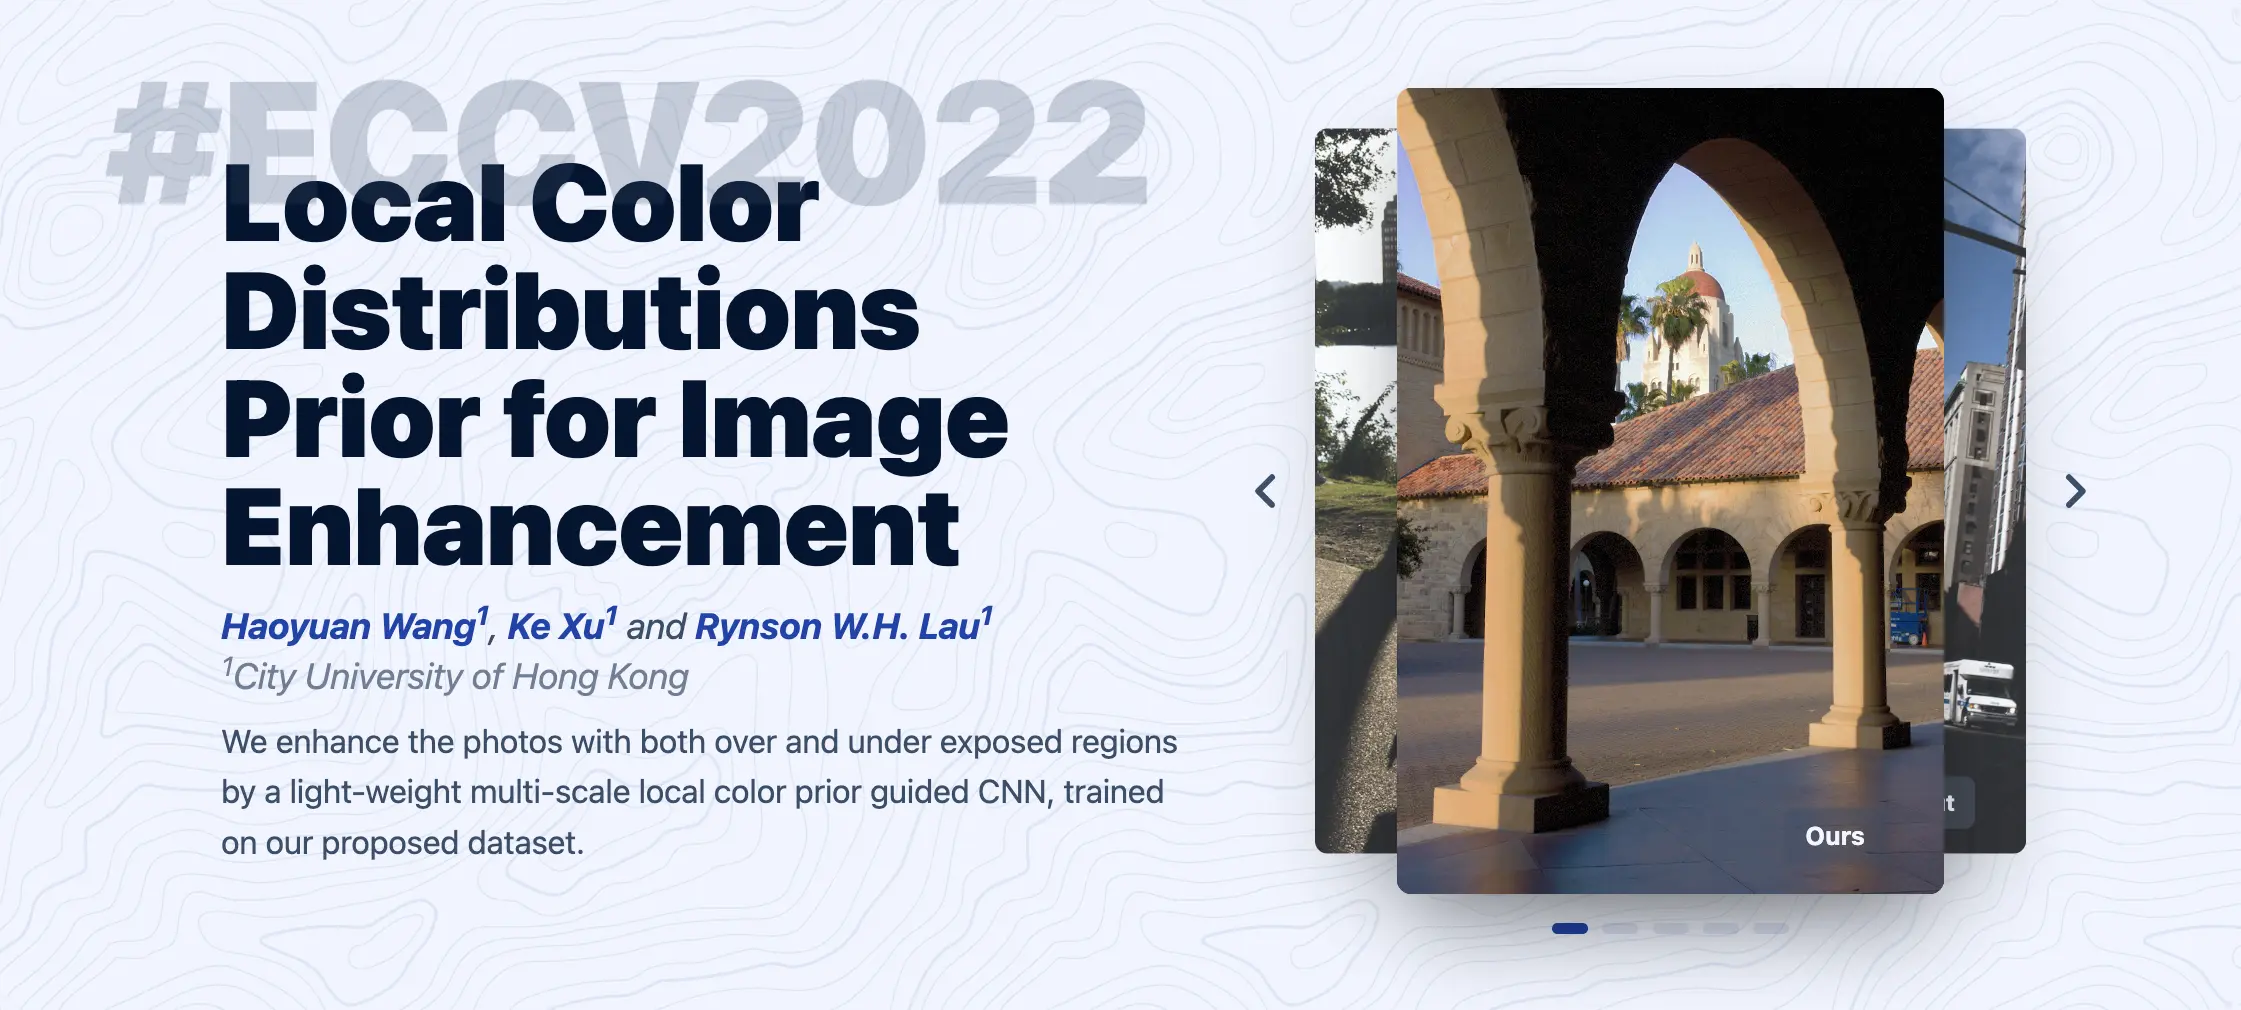 #ECCV2022
Local Color
Distributions
Prior for Image
Enhancement
Haoyuan Wang¹, Ke Xu¹ and Rynson W.H. Lau¹
¹City University of Hong Kong
We enhance the photos with both over and under exposed regions
by a light-weight multi-scale local color prior guided CNN, trained
on our proposed dataset.
Ours